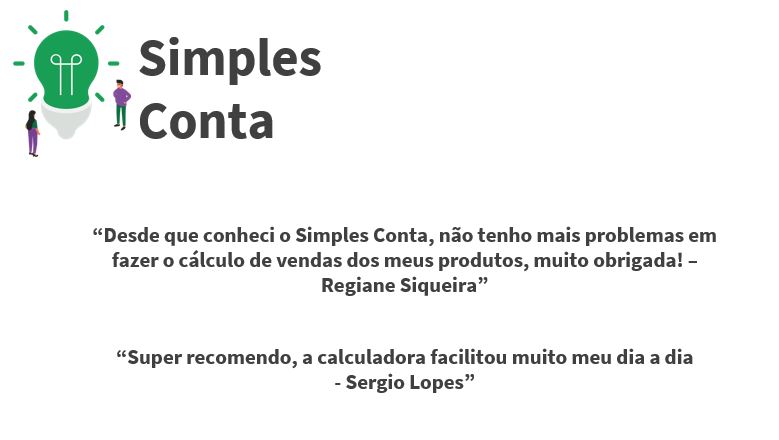 Simples
Conta
“Desde que conheci o Simples Conta, não tenho mais problemas em
fazer o cálculo de vendas dos meus produtos, muito obrigada! –
Regiane Siqueira”
“Super recomendo, a calculadora facilitou muito meu dia a dia
- Sergio Lopes”